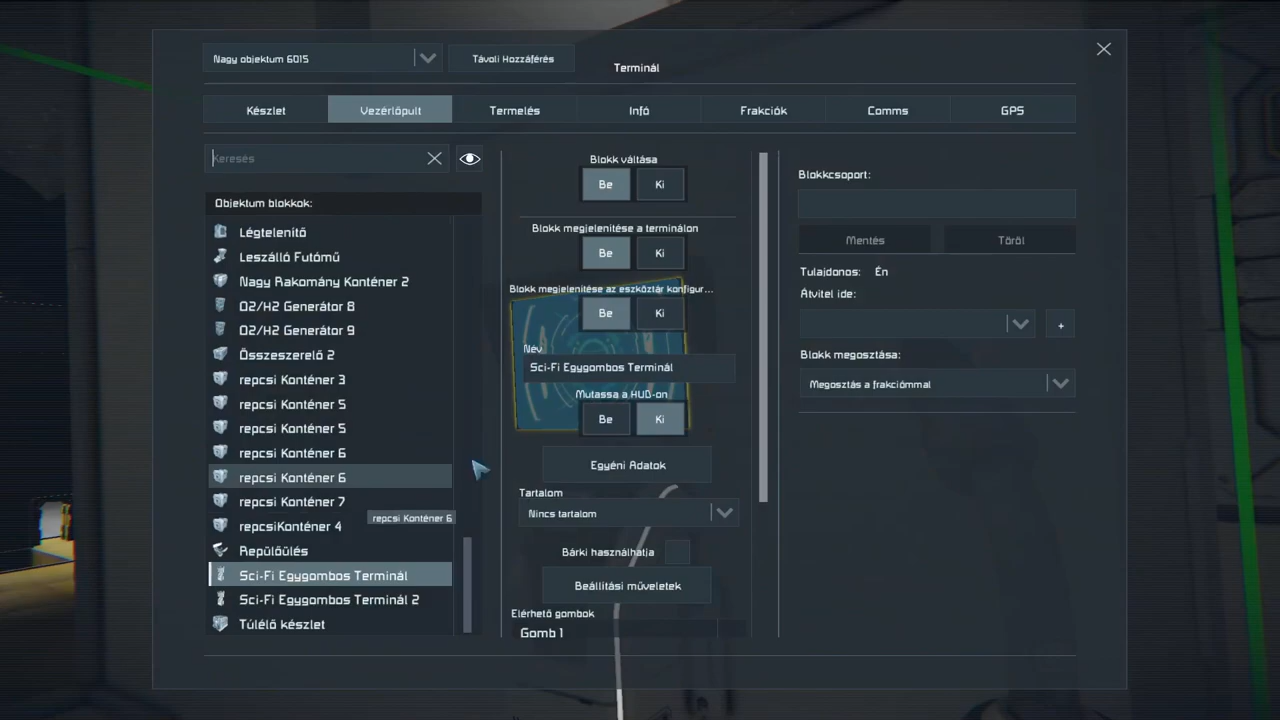 Nagy objektum 6015
Távoli Hozzáférés
Terminál
Készlet
Vezérlőpult
Termelés
Infó
Frakciók
Comms
GPS
Keresés
Objektum blokkok:
Légtelenítő
Leszálló Futómű
Nagy Rakomány Konténer 2
O2/H2 Generátor 8
O2/H2 Generátor 9
Összeszerelő 2
repcsi Konténer 3
repcsi Konténer 5
repcsi Konténer 5
repcsi Konténer 6
repcsi Konténer 6
repcsi Konténer 7
repcsi Konténer 6
repcsiKonténer 4
Repülőülés
Sci-Fi Egygombos Terminál
Sci-Fi Egygombos Terminál 2
Túlélő készlet
Blokk váltása
Be
Ki
Blokk megjelenítése a terminálon
Be
Ki
Blokk megjelenítése az eszköztár konfigur...
Be
Ki
Név
Sci-Fi Egygombos Terminál
Mutassa a HUD-on
Be
Ki
Egyéni Adatok
Tartalom
Nincs tartalom
Bárki használhatja
Beállítási műveletek
Elérhető gombok
Gomb 1
Blokkcsoport:
Mentés
Töröl
Tulajdonos: Én
Átvitel ide:
+
Blokk megosztása:
Megosztás a frakciómmal